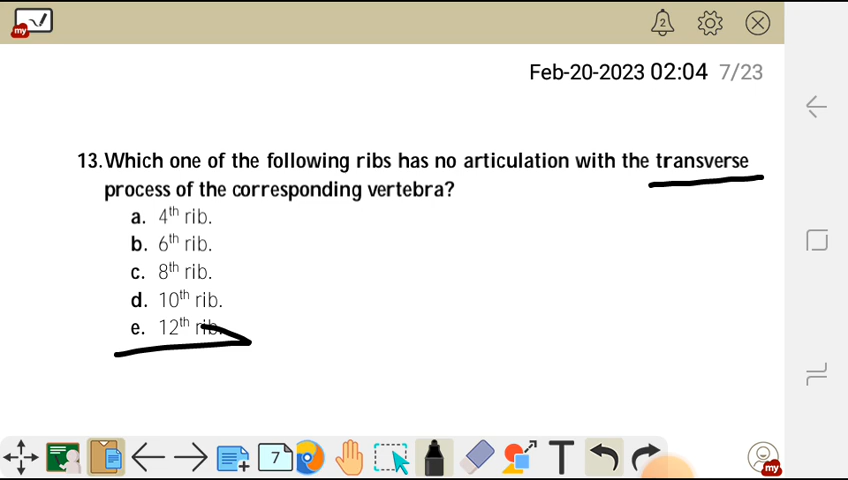 my
2
Feb-20-2023 02:04 7/23
13. Which one of the following ribs has no articulation with the transverse
process of the corresponding vertebra?
a. 4th rib.
b. 6th rib.
c. 8th rib.
d. 10th rib.
e. 12th rib.
7
T
my